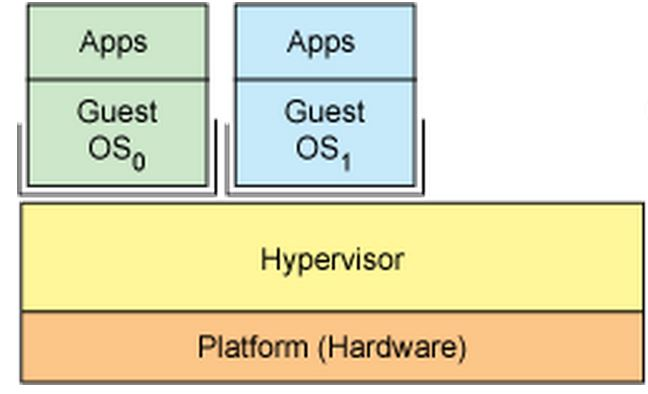 Apps
Guest
OS0
Apps
Guest
OS1
Hypervisor
Platform (Hardware)